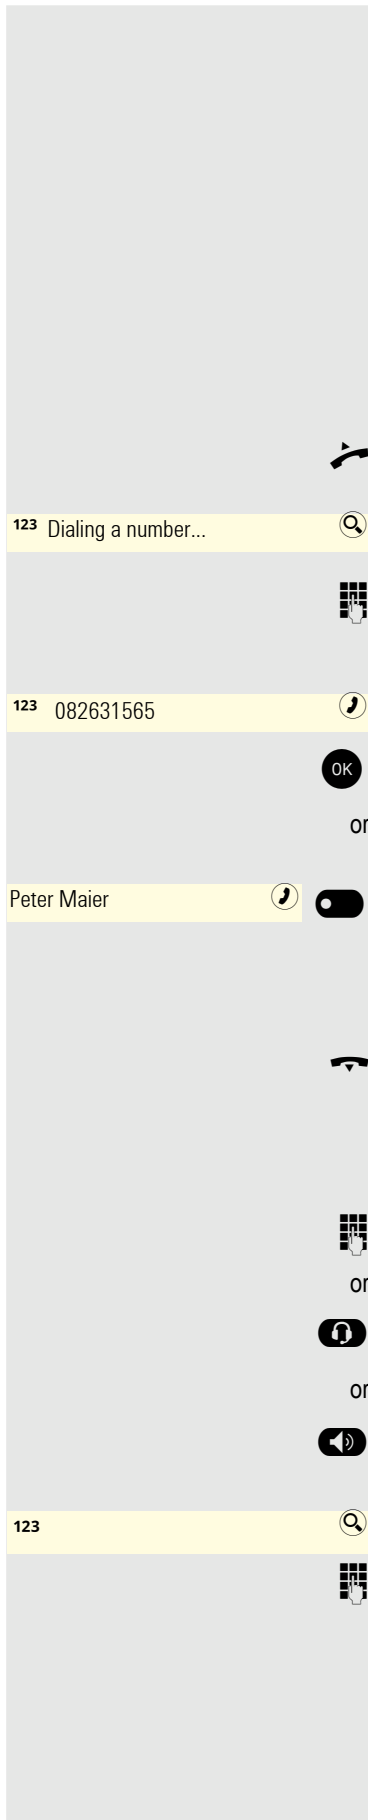 123 Dialing a number...
123 082631565
OK
or
Peter Maier
or
or
123